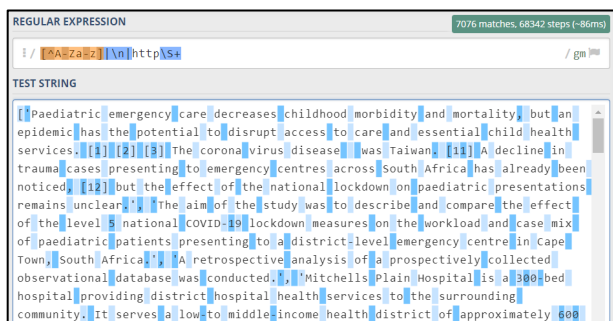 REGULAR EXPRESSION
7076 matches, 68342 steps (~86ms)
/ [^A-Za-z]|\n|http\S+
/ gm
TEST STRING
['Paediatric emergency care decreases childhood morbidity and mortality, but an
epidemic has the potential to disrupt access to care and essential child health
services. [1] [2] [3] The corona virus disease  was Taiwan. [11] A decline in
trauma cases presenting to emergency centres across South Africa has already been
noticed, [12] but the effect of the national lockdown on paediatric presentations
remains unclear.', 'The aim of the study was to describe and compare the effect
of the level 5 national COVID-19 lockdown measures on the workload and case mix
of paediatric patients presenting to a district-level emergency centre in Cape
Town, South Africa.', 'A retrospective analysis of a prospectively collected
observational database was conducted.', 'Mitchells Plain Hospital is a 300-bed
hospital providing district hospital health services to the surrounding
community. It serves a low-to middle-income health district of approximately 600